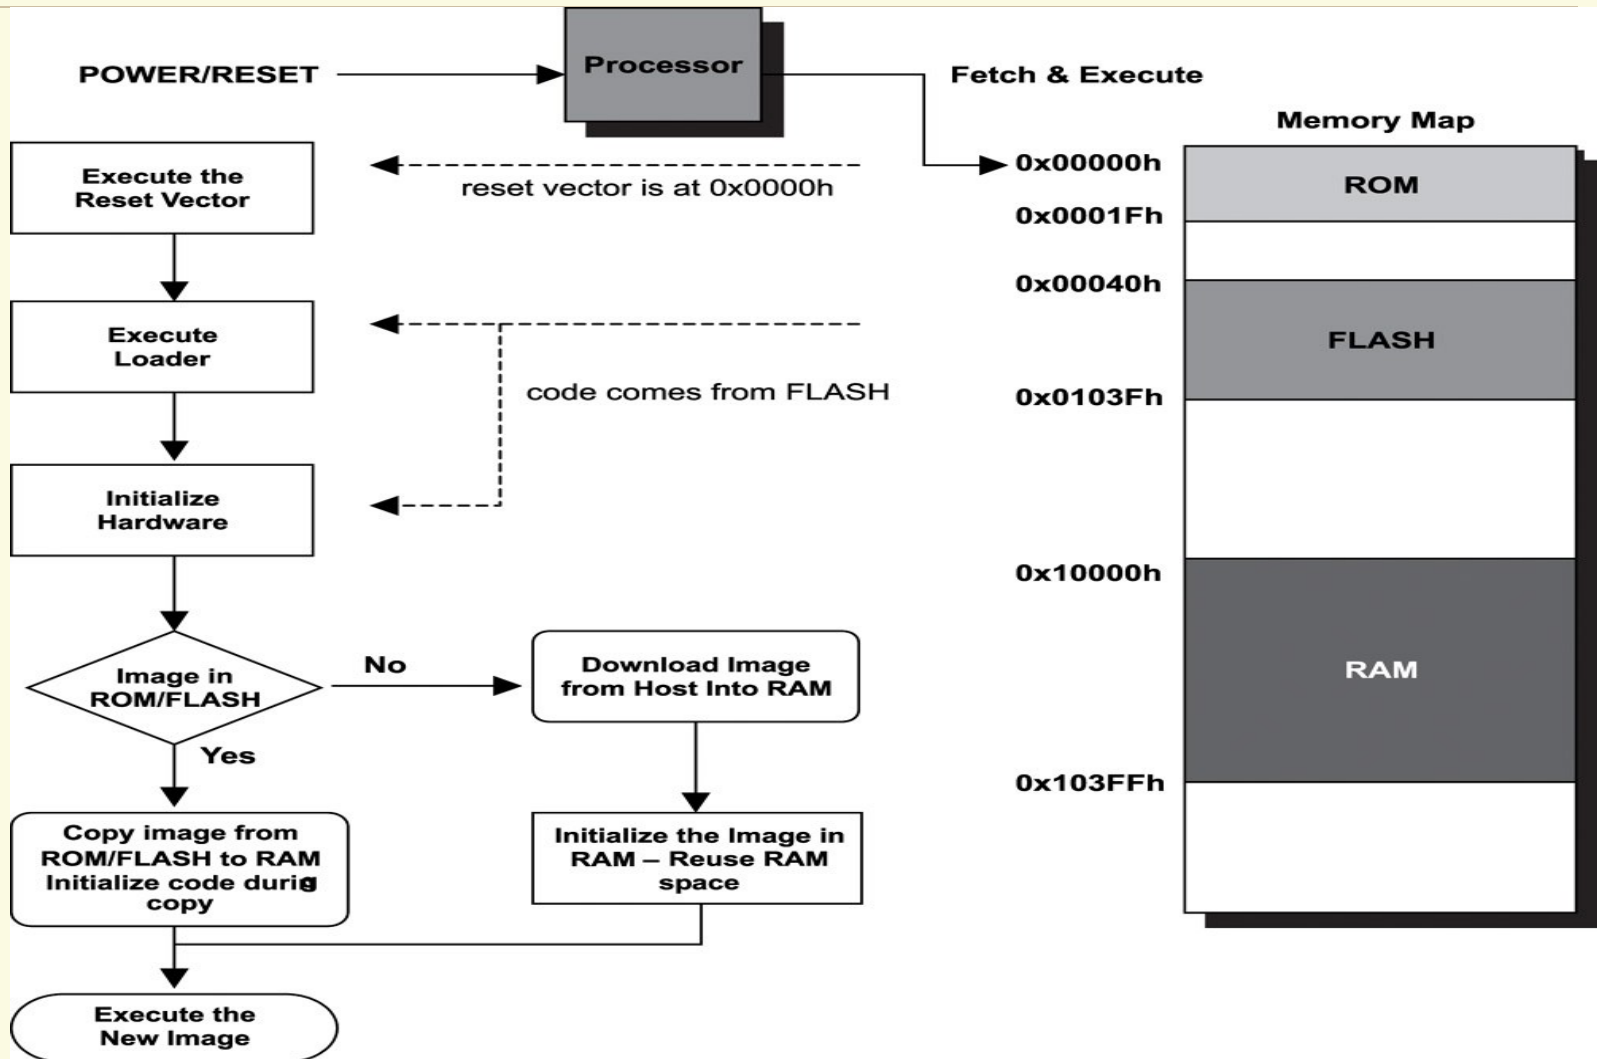 POWER/RESET
Processor
Fetch & Execute
Memory Map
Execute the
Reset Vector
reset vector is at 0x0000h
0x00000h
ROM
0x0001Fh
0x00040h
Execute
Loader
FLASH
code comes from FLASH
0x0103Fh
Initialize
Hardware
0x10000h
Image in
ROM/FLASH
No
Download Image
from Host Into RAM
RAM
Yes
0x103FFh
Copy image from
ROM/FLASH to RAM
Initialize code during
copy
Initialize the Image in
RAM – Reuse RAM
space
Execute the
New Image